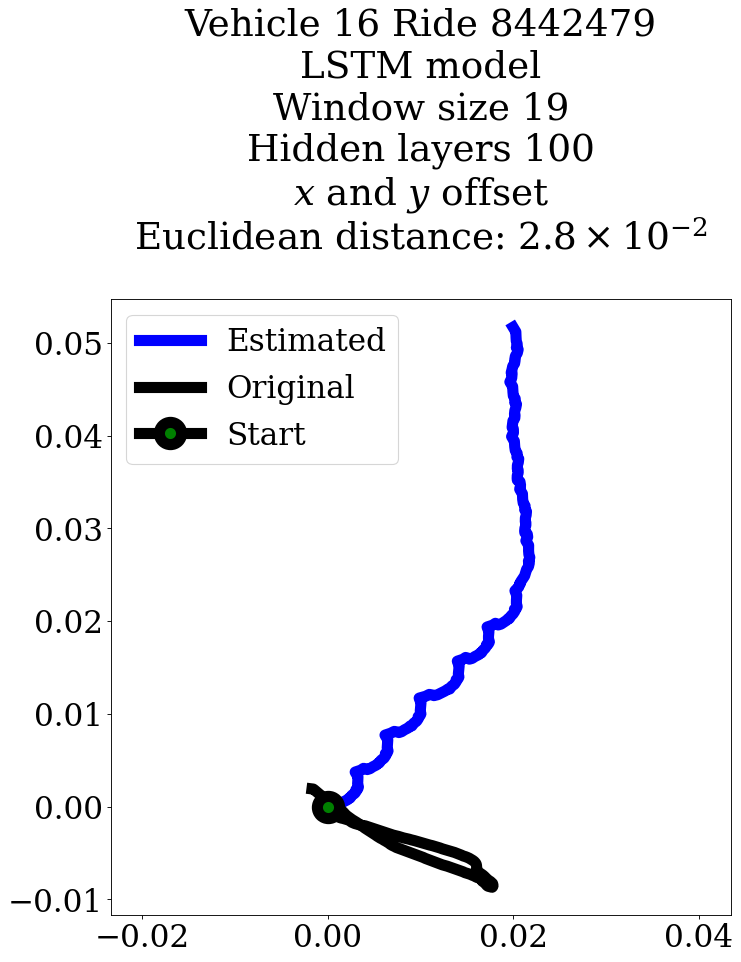 Vehicle 16 Ride 8442479
LSTM model
Window size 19
Hidden layers 100
x and y offset
Euclidean distance: 2.8 × 10⁻²
Estimated
Original
Start
0.05
0.04
0.03
0.02
0.01
0.00
−0.01
−0.02 0.00 0.02 0.04